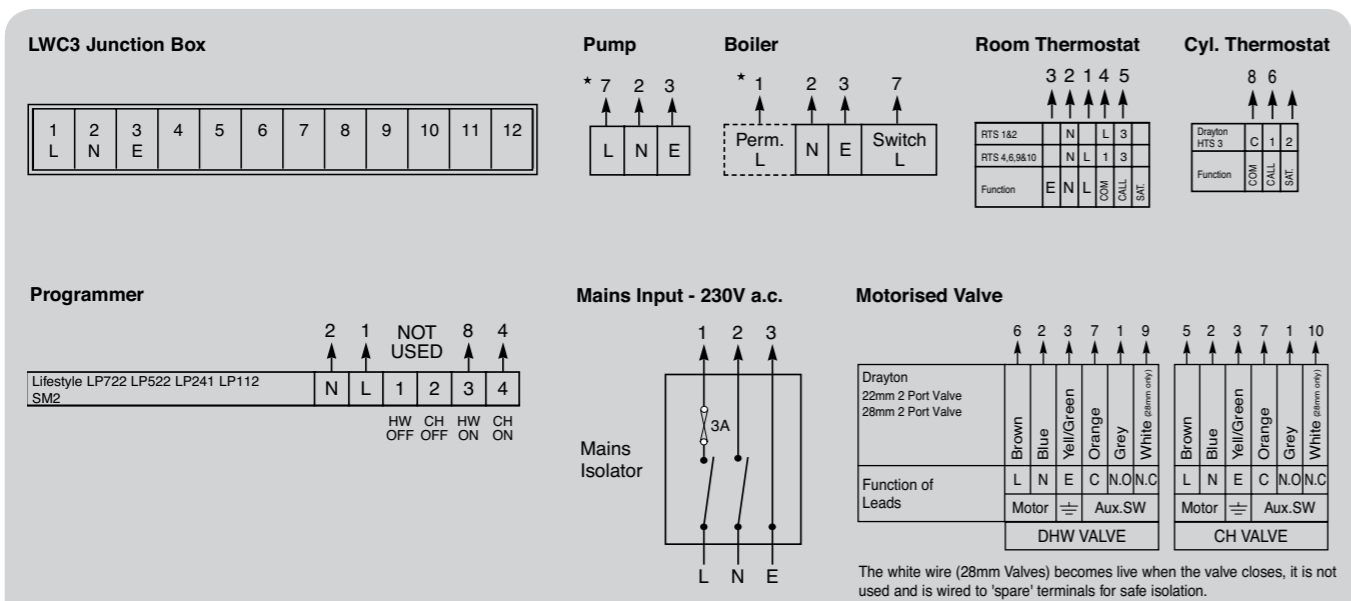 LWC3 Junction Box
1 2 3 4 5 6 7 8 9 10 11 12
L N E
Pump
* 7 2 3
L N E
Boiler
* 1 2 3 7
Perm. L N E Switch L
Room Thermostat
3 2 1 4 5
RTS 1&2 N L 3
RTS 4,6,9&10 N L 1 3
Function E N L COM CALL SAT.
Cyl. Thermostat
8 6
Drayton HTS 3 C 1 2
Function COM CALL SAT.
Programmer
2 1 NOT USED 8 4
Lifestyle LP722 LP522 LP241 LP112
SM2
N L 1 2 3 4
HW OFF CH OFF HW ON CH ON
Mains Input - 230V a.c.
1 2 3
3A
Mains
Isolator
L N E
Motorised Valve
6 2 3 7 1 9
5 2 3 7 1 10
Drayton
22mm 2 Port Valve
28mm 2 Port Valve
Brown Blue Yell/Green Orange Grey White (28mm only)
Brown Blue Yell/Green Orange Grey White (28mm only)
Function of
Leads
L N E C N.O N.C
L N E C N.O N.C
Motor Aux.SW
Motor Aux.SW
DHW VALVE
CH VALVE
The white wire (28mm Valves) becomes live when the valve closes, it is not
used and is wired to 'spare' terminals for safe isolation.